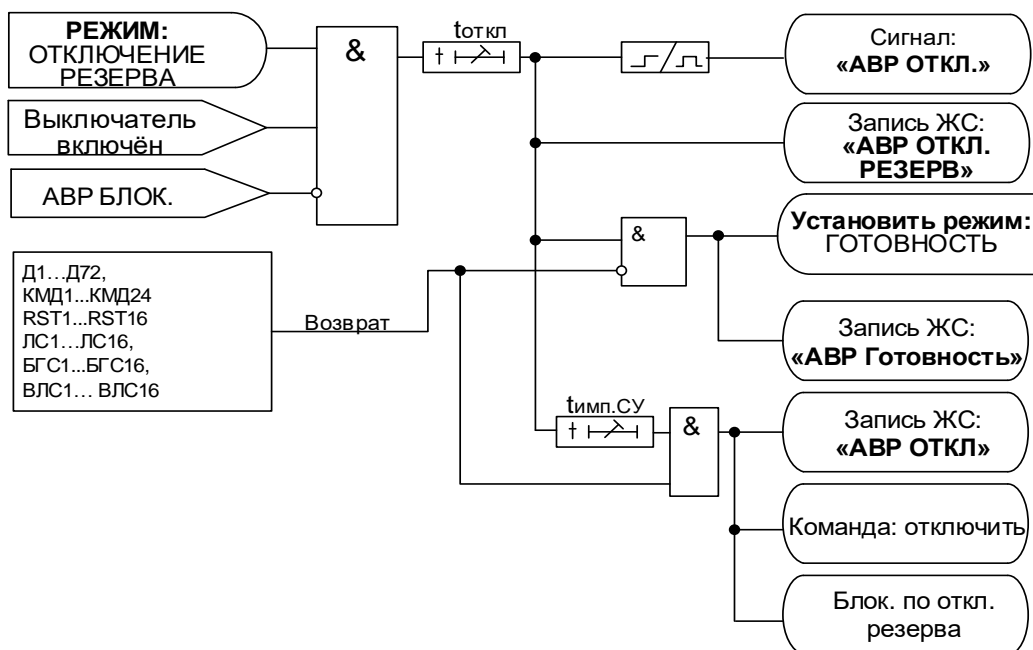 РЕЖИМ:
ОТКЛЮЧЕНИЕ
РЕЗЕРВА
Выключатель
включён
АВР БЛОК.
&
tоткл
Сигнал:
«АВР ОТКЛ.»
Запись ЖС:
«АВР ОТКЛ.
РЕЗЕРВ»
&
Установить режим:
ГОТОВНОСТЬ
Д1…Д72,
КМД1...КМД24
RST1...RST16
ЛС1…ЛС16,
БГС1...БГС16,
ВЛС1… ВЛС16
Возврат
Запись ЖС:
«АВР Готовность»
tимп.СУ
&
Запись ЖС:
«АВР ОТКЛ»
Команда: отключить
Блок. по откл.
резерва